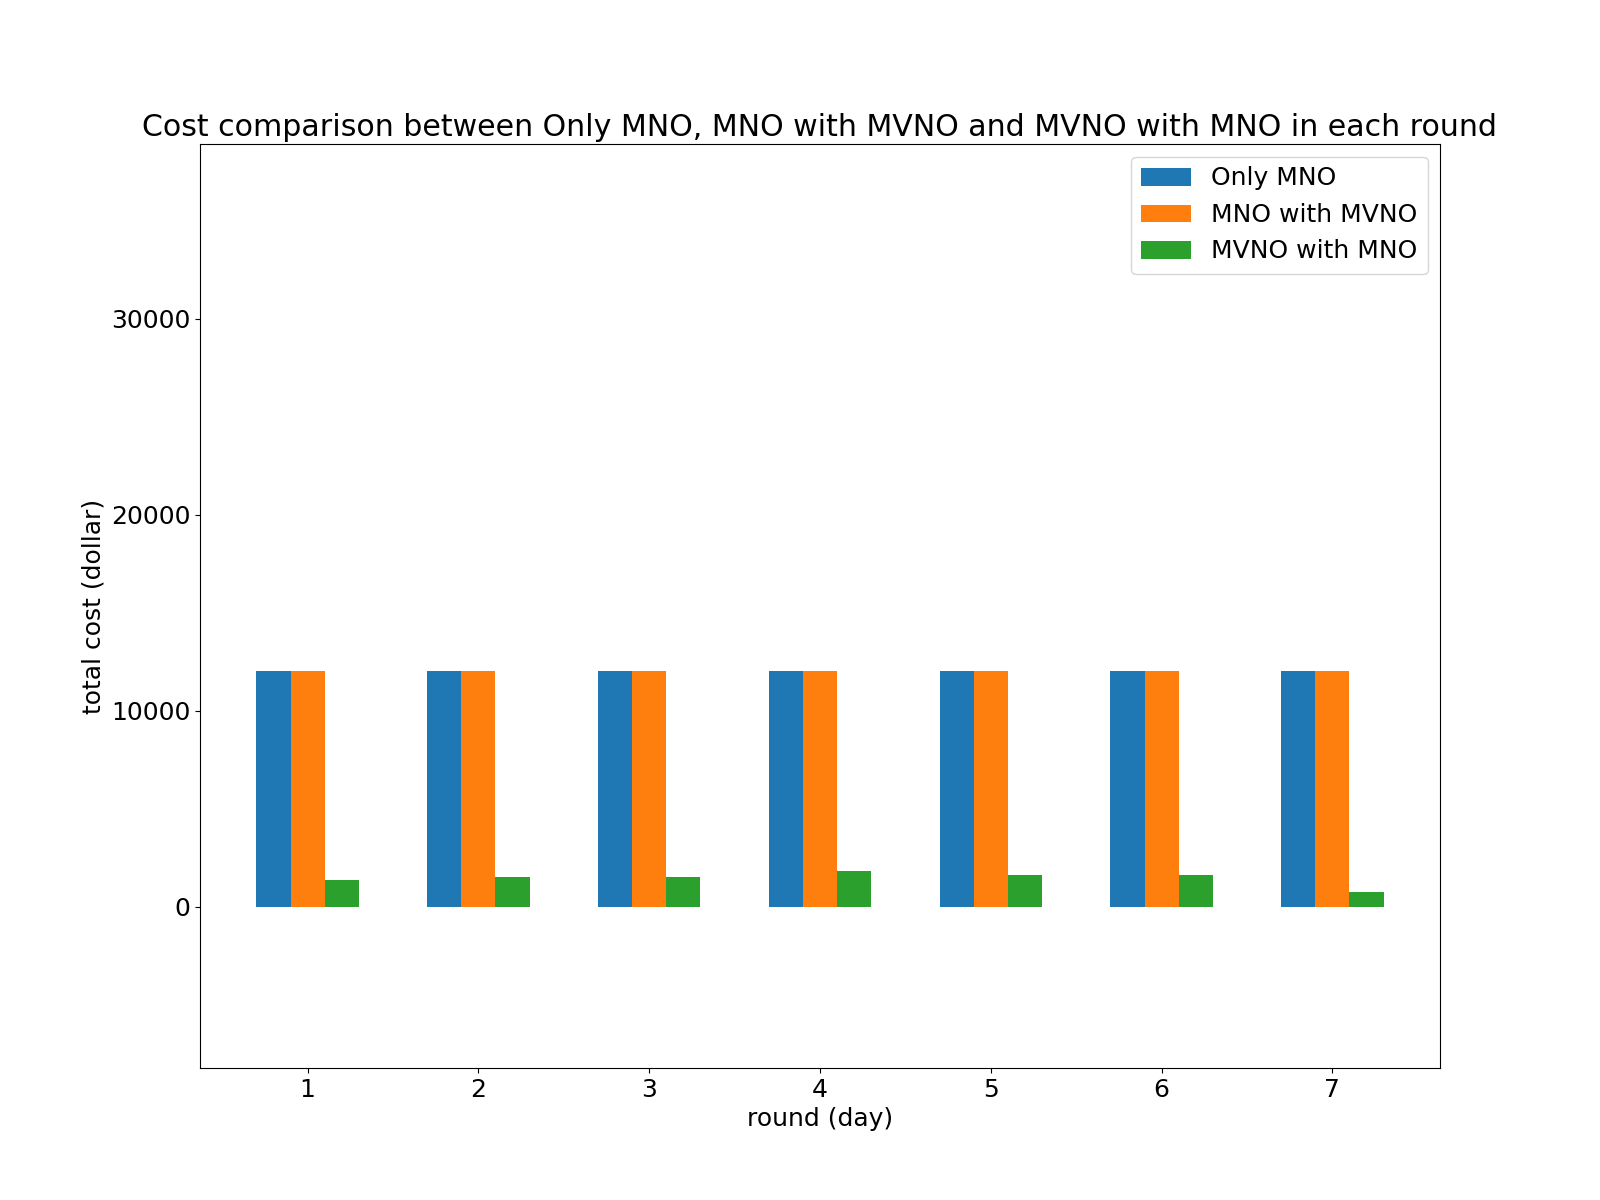 Cost comparison between Only MNO, MNO with MVNO and MVNO with MNO in each round
Only MNO
MNO with MVNO
MVNO with MNO
total cost (dollar)
30000
20000
10000
0
1 2 3 4 5 6 7
round (day)